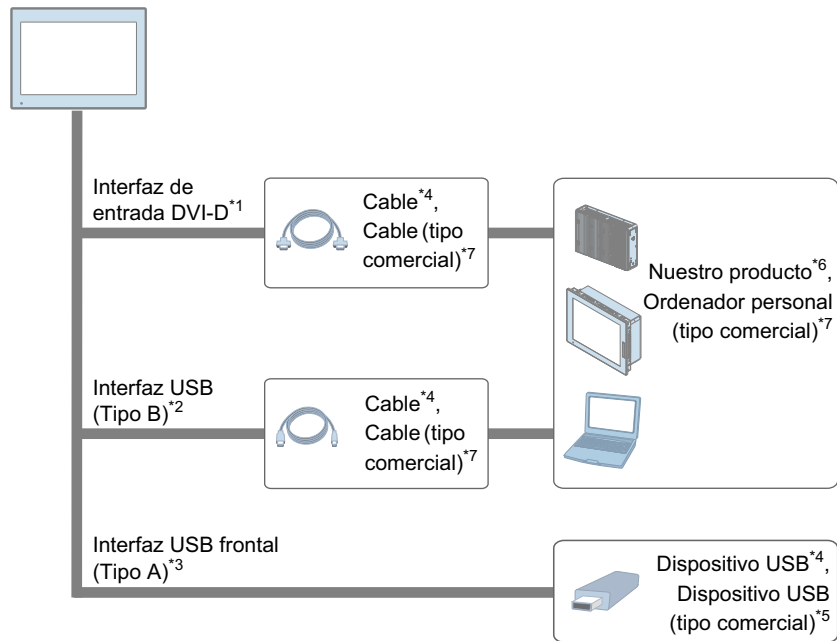 Interfaz de
entrada DVI-D*1
Cable*4,
Cable (tipo
comercial)*7
Nuestro producto*6,
Ordenador personal
(tipo comercial)*7
Interfaz USB
(Tipo B)*2
Cable*4,
Cable (tipo
comercial)*7
Interfaz USB frontal
(Tipo A)*3
Dispositivo USB*4,
Dispositivo USB
(tipo comercial)*5